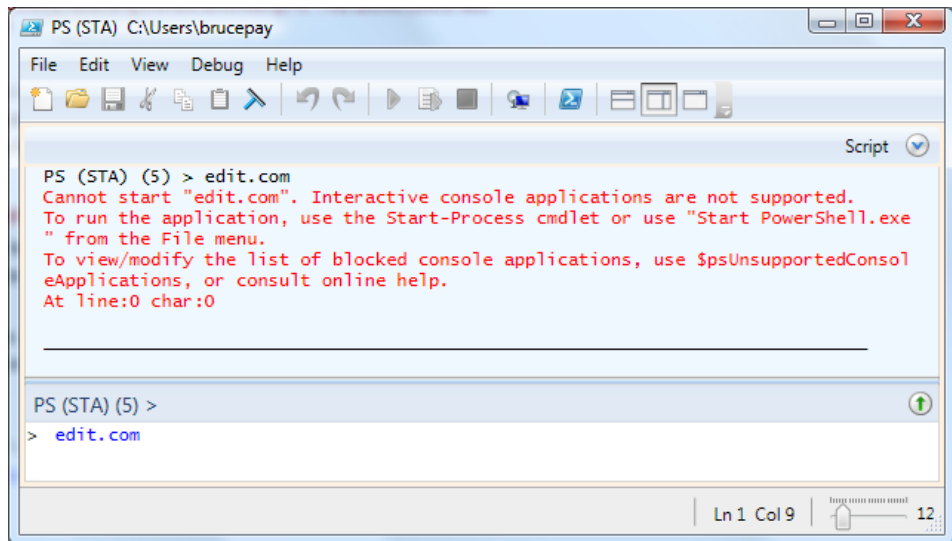 PS (STA) C:\Users\brucepay
File Edit View Debug Help
Script
PS (STA) (5) > edit.com
Cannot start "edit.com". Interactive console applications are not supported.
To run the application, use the Start-Process cmdlet or use "Start PowerShell.exe
" from the File menu.
To view/modify the list of blocked console applications, use $psUnsupportedConsol
eApplications, or consult online help.
At line:0 char:0
PS (STA) (5) >
> edit.com
Ln 1 Col 9 12